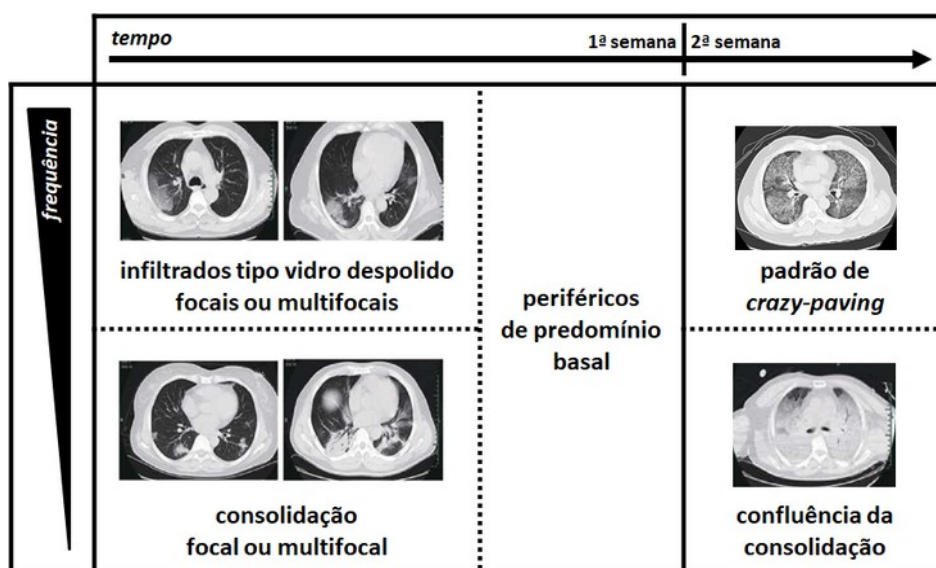 tempo
1ª semana
2ª semana
frequência
infiltrados tipo vidro despolido
focais ou multifocais
periféricos
de predomínio
basal
padrão de
crazy-paving
consolidação
focal ou multifocal
confluência da
consolidação